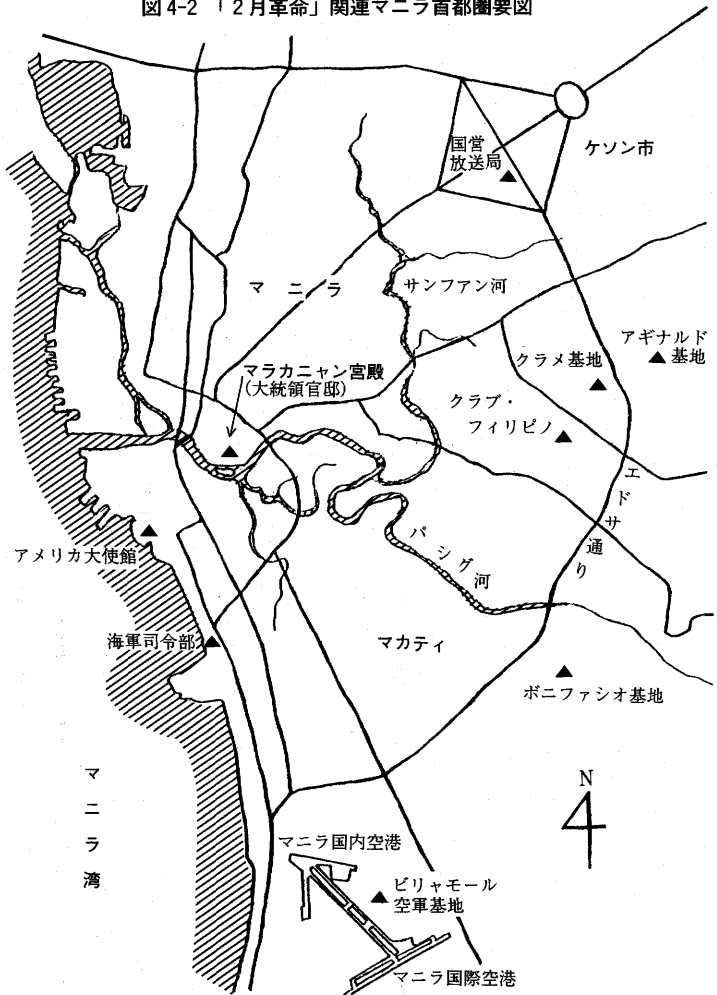 図 4-2 「2月革命」関連マニラ首都圏要図
国営
放送局
ケソン市
マニラ
サンファン河
アギナルド
基地
クラメ基地
マラカニャン宮殿
(大統領官邸)
クラブ・
フィリピノ
エドサ通り
パシグ河
アメリカ大使館
海軍司令部
マカティ
ボニファシオ基地
マニラ湾
N
マニラ国内空港
ビリャモール
空軍基地
マニラ国際空港